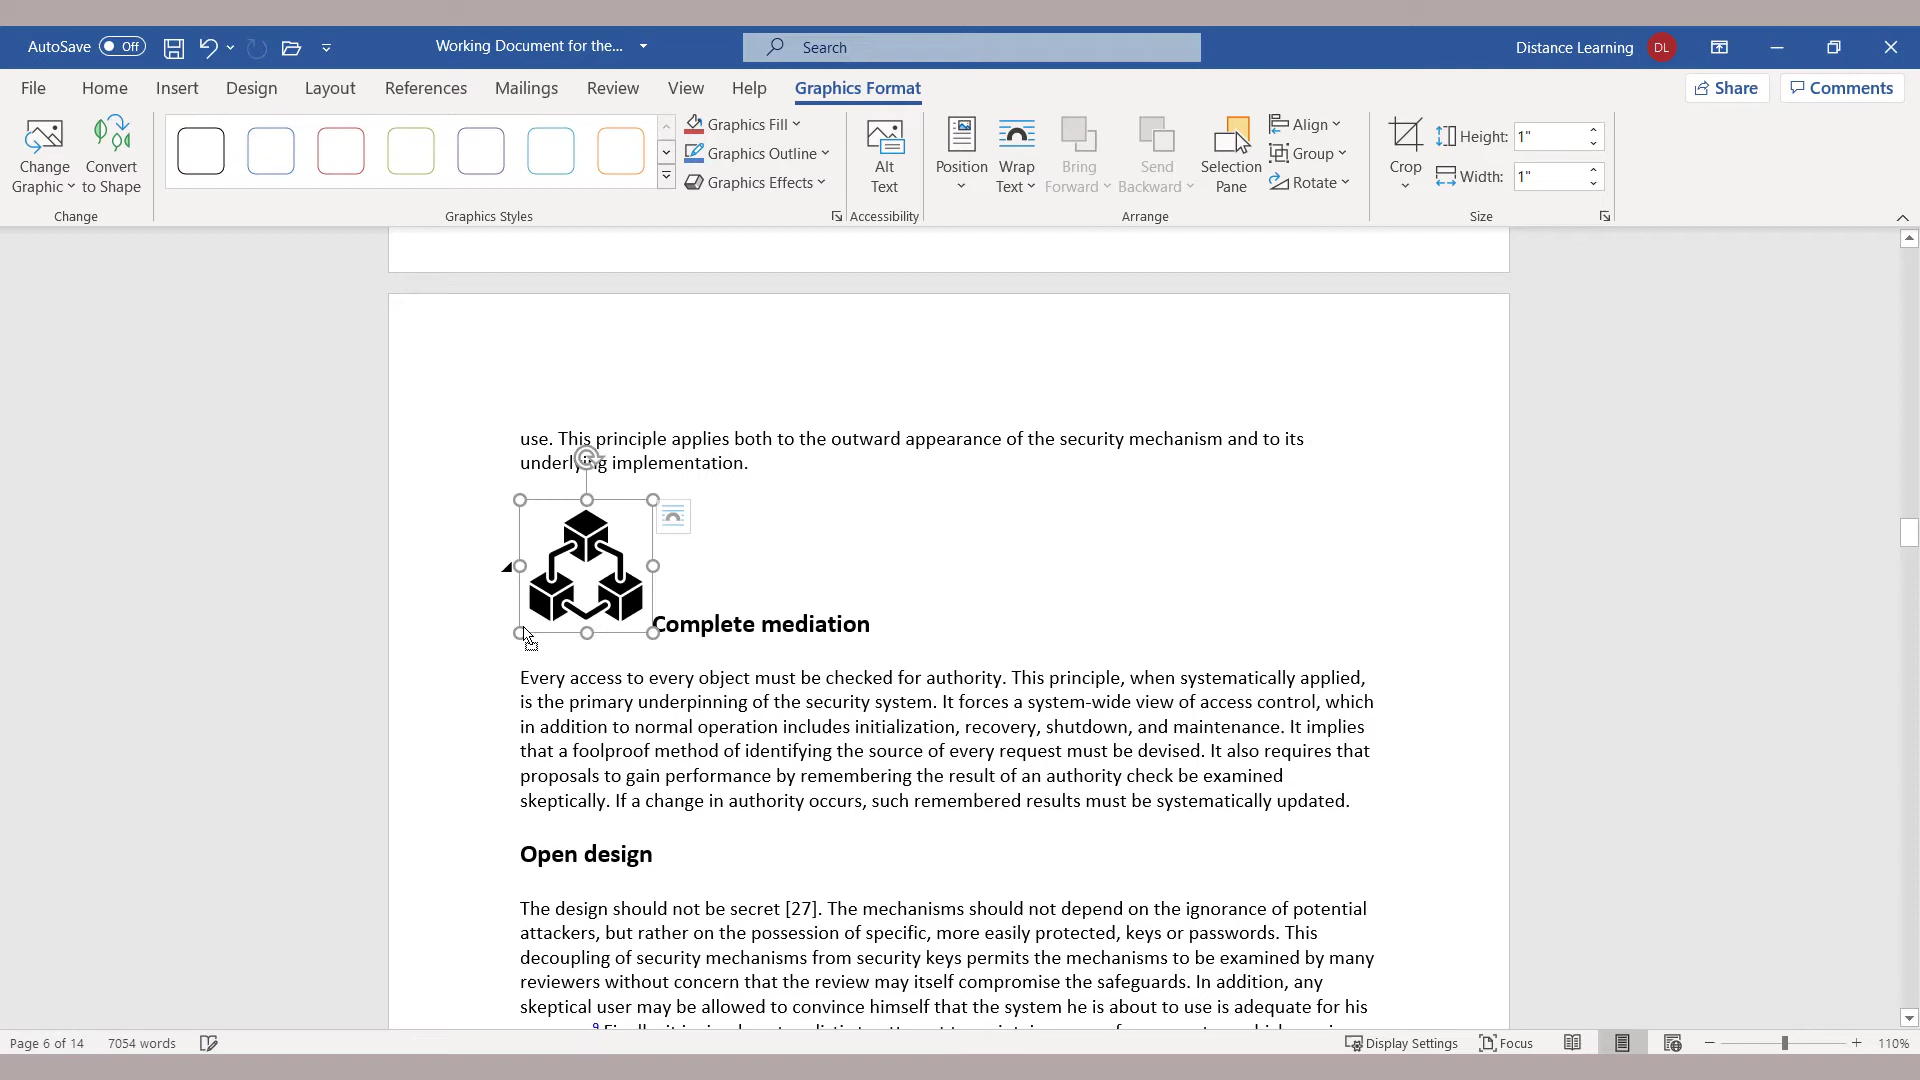 AutoSave Off Working Document for the... Search Distance Learning DL
File Home Insert Design Layout References Mailings Review View Help Graphics Format Share Comments
Change Graphic
Convert to Shape
Change
Graphics Styles
Graphics Fill
Graphics Outline
Graphics Effects
Alt Text
Accessibility
Position
Wrap Text
Bring Forward
Send Backward
Selection Pane
Align
Group
Rotate
Arrange
Crop
Height: 1"
Width: 1"
Size
use. This principle applies both to the outward appearance of the security mechanism and to its
underlying implementation.
Complete mediation
Every access to every object must be checked for authority. This principle, when systematically applied,
is the primary underpinning of the security system. It forces a system-wide view of access control, which
in addition to normal operation includes initialization, recovery, shutdown, and maintenance. It implies
that a foolproof method of identifying the source of every request must be devised. It also requires that
proposals to gain performance by remembering the result of an authority check be examined
skeptically. If a change in authority occurs, such remembered results must be systematically updated.
Open design
The design should not be secret [27]. The mechanisms should not depend on the ignorance of potential
attackers, but rather on the possession of specific, more easily protected, keys or passwords. This
decoupling of security mechanisms from security keys permits the mechanisms to be examined by many
reviewers without concern that the review may itself compromise the safeguards. In addition, any
skeptical user may be allowed to convince himself that the system he is about to use is adequate for his
Page 6 of 14 7054 words Display Settings Focus 110%